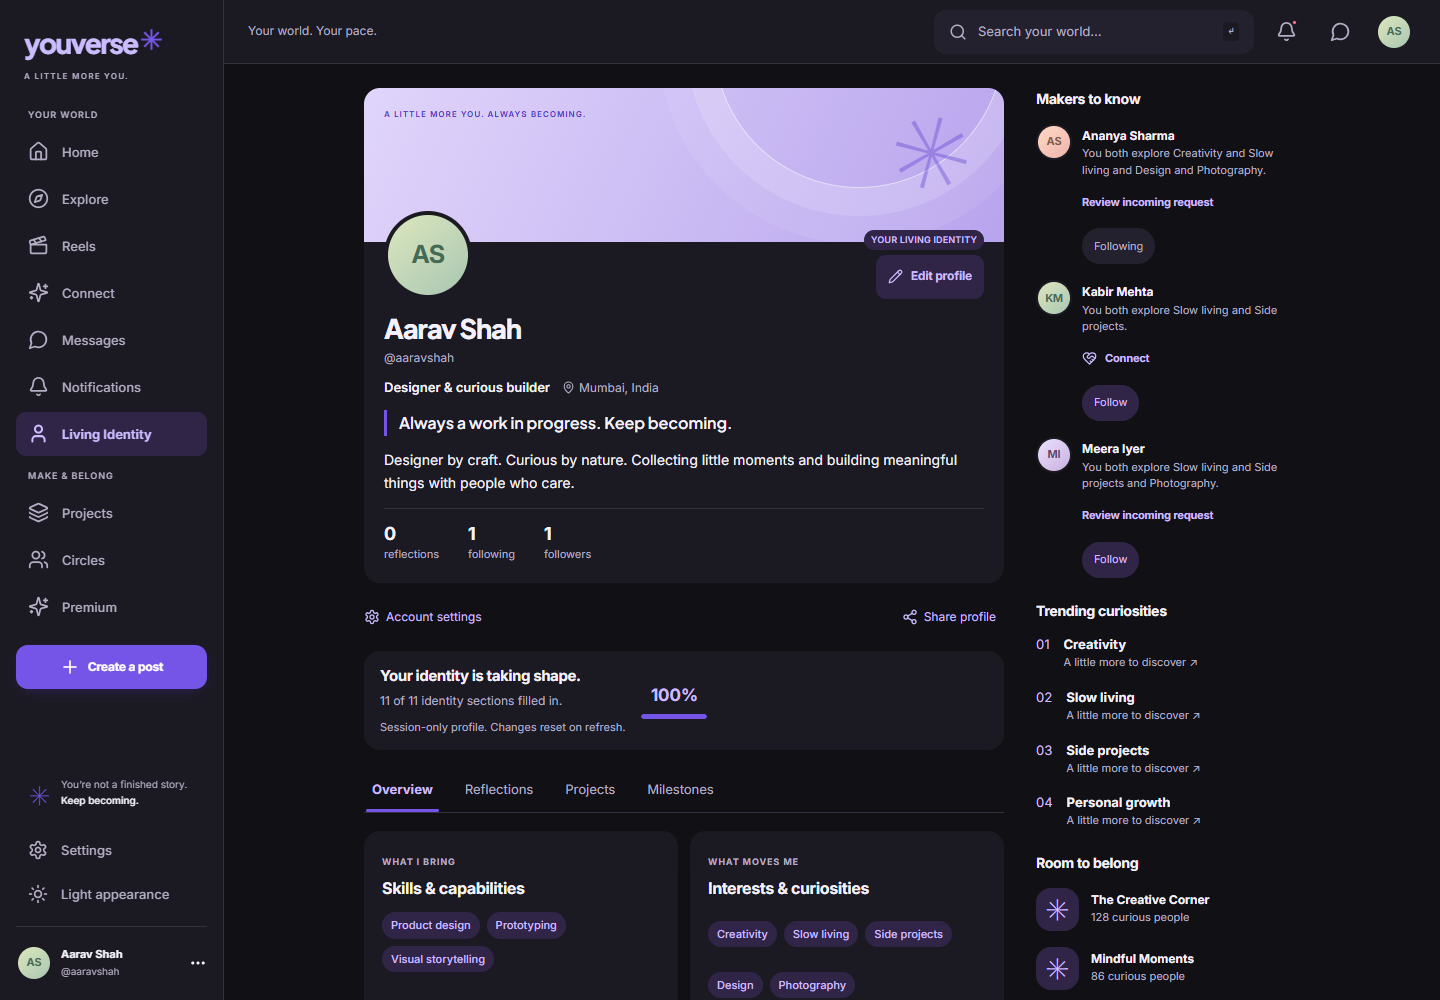 youverse
A LITTLE MORE YOU.
YOUR WORLD
Home
Explore
Reels
Connect
Messages
Notifications
Living Identity
MAKE & BELONG
Projects
Circles
Premium
Create a post
You're not a finished story.
Keep becoming.
Settings
Light appearance
AS
Aarav Shah
@aaravshah
Your world. Your pace.
Search your world...
AS
A LITTLE MORE YOU. ALWAYS BECOMING.
AS
YOUR LIVING IDENTITY
Edit profile
Aarav Shah
@aaravshah
Designer & curious builder
Mumbai, India
Always a work in progress. Keep becoming.
Designer by craft. Curious by nature. Collecting little moments and building meaningful
things with people who care.
0 1 1
reflections following followers
Account settings
Share profile
Your identity is taking shape.
11 of 11 identity sections filled in.
Session-only profile. Changes reset on refresh.
100%
Overview Reflections Projects Milestones
WHAT I BRING
Skills & capabilities
Product design Prototyping
Visual storytelling
WHAT MOVES ME
Interests & curiosities
Creativity Slow living Side projects
Design Photography
Makers to know
AS
Ananya Sharma
You both explore Creativity and Slow
living and Design and Photography.
Review incoming request
Following
KM
Kabir Mehta
You both explore Slow living and Side
projects.
Connect
Follow
MI
Meera Iyer
You both explore Slow living and Side
projects and Photography.
Review incoming request
Follow
Trending curiosities
01 Creativity
A little more to discover ↗
02 Slow living
A little more to discover ↗
03 Side projects
A little more to discover ↗
04 Personal growth
A little more to discover ↗
Room to belong
The Creative Corner
128 curious people
Mindful Moments
86 curious people